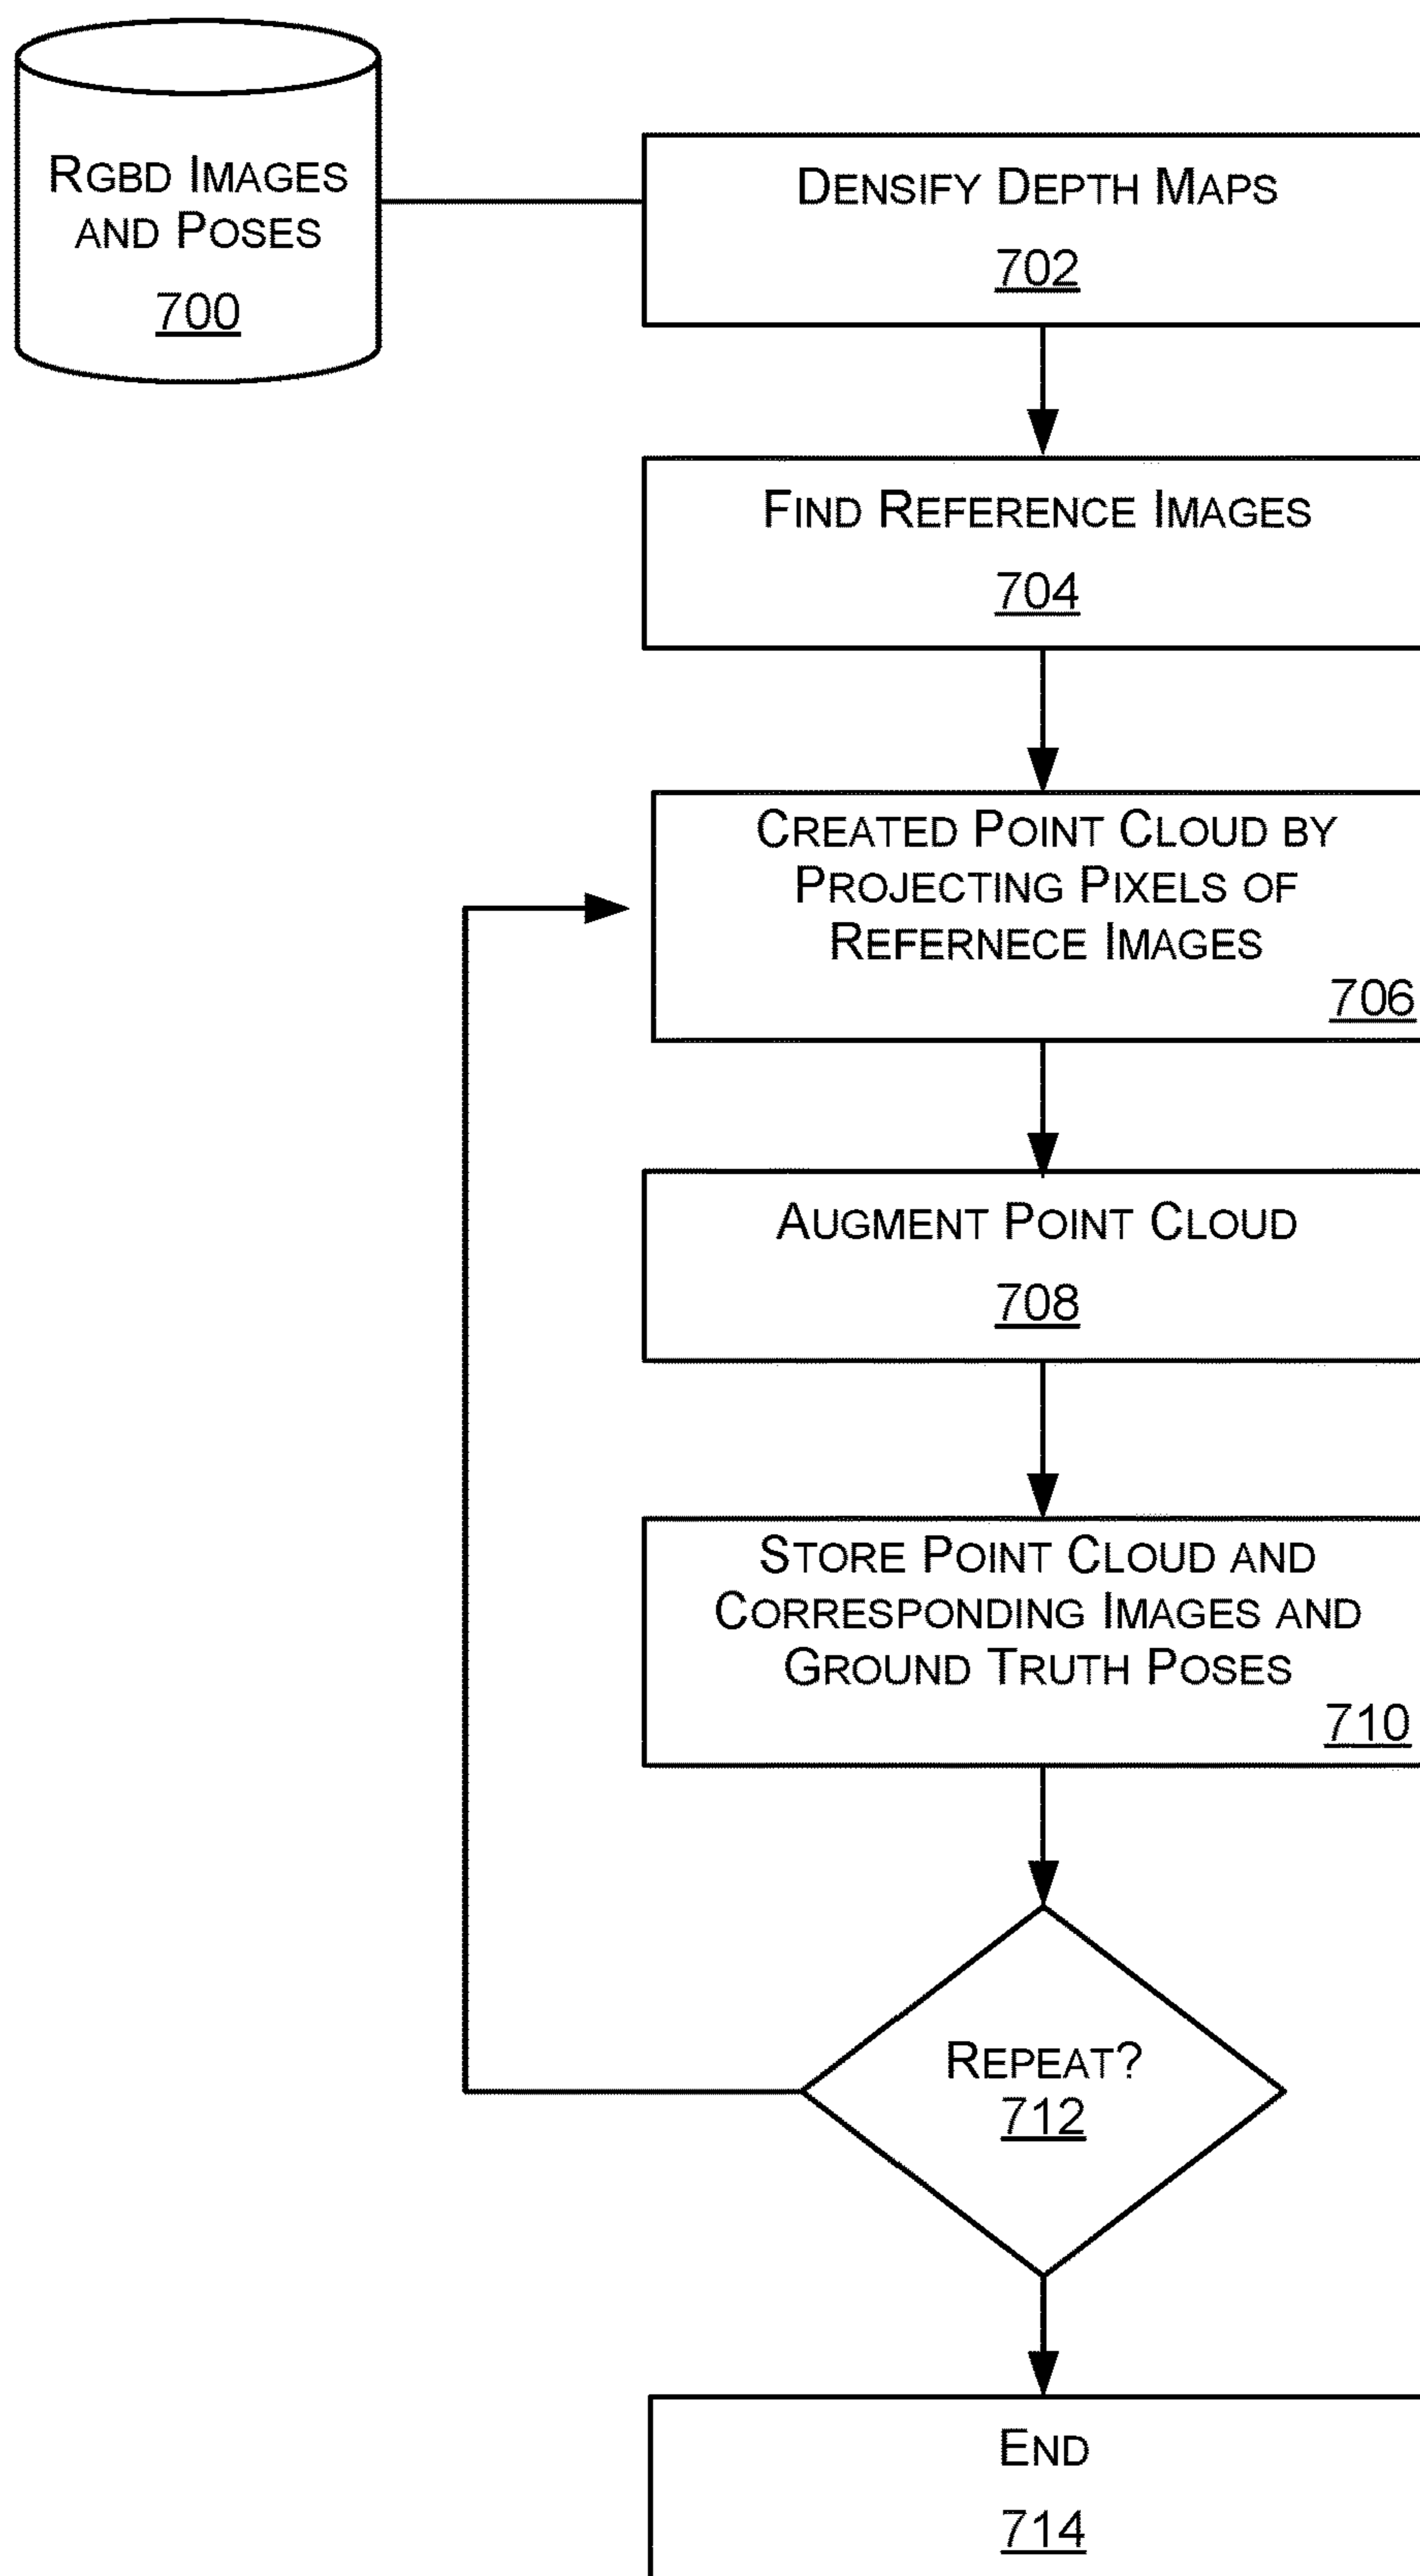 RGBD IMAGES
AND POSES
700
DENSIFY DEPTH MAPS
702
FIND REFERENCE IMAGES
704
CREATED POINT CLOUD BY
PROJECTING PIXELS OF
REFERNECE IMAGES
706
AUGMENT POINT CLOUD
708
STORE POINT CLOUD AND
CORRESPONDING IMAGES AND
GROUND TRUTH POSES
710
REPEAT?
712
END
714